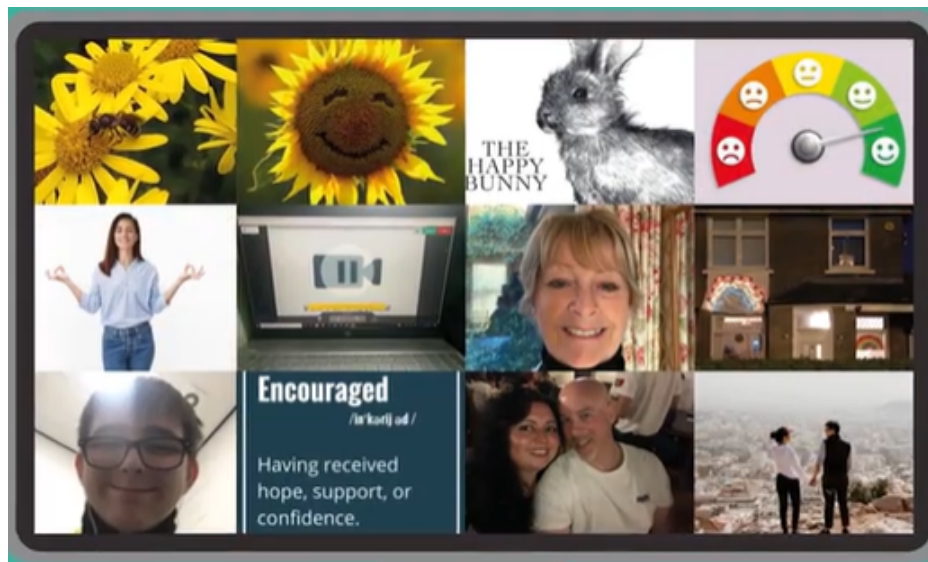 THE
HAPPY
BUNNY
Encouraged
Having received
hope, support, or
confidence.